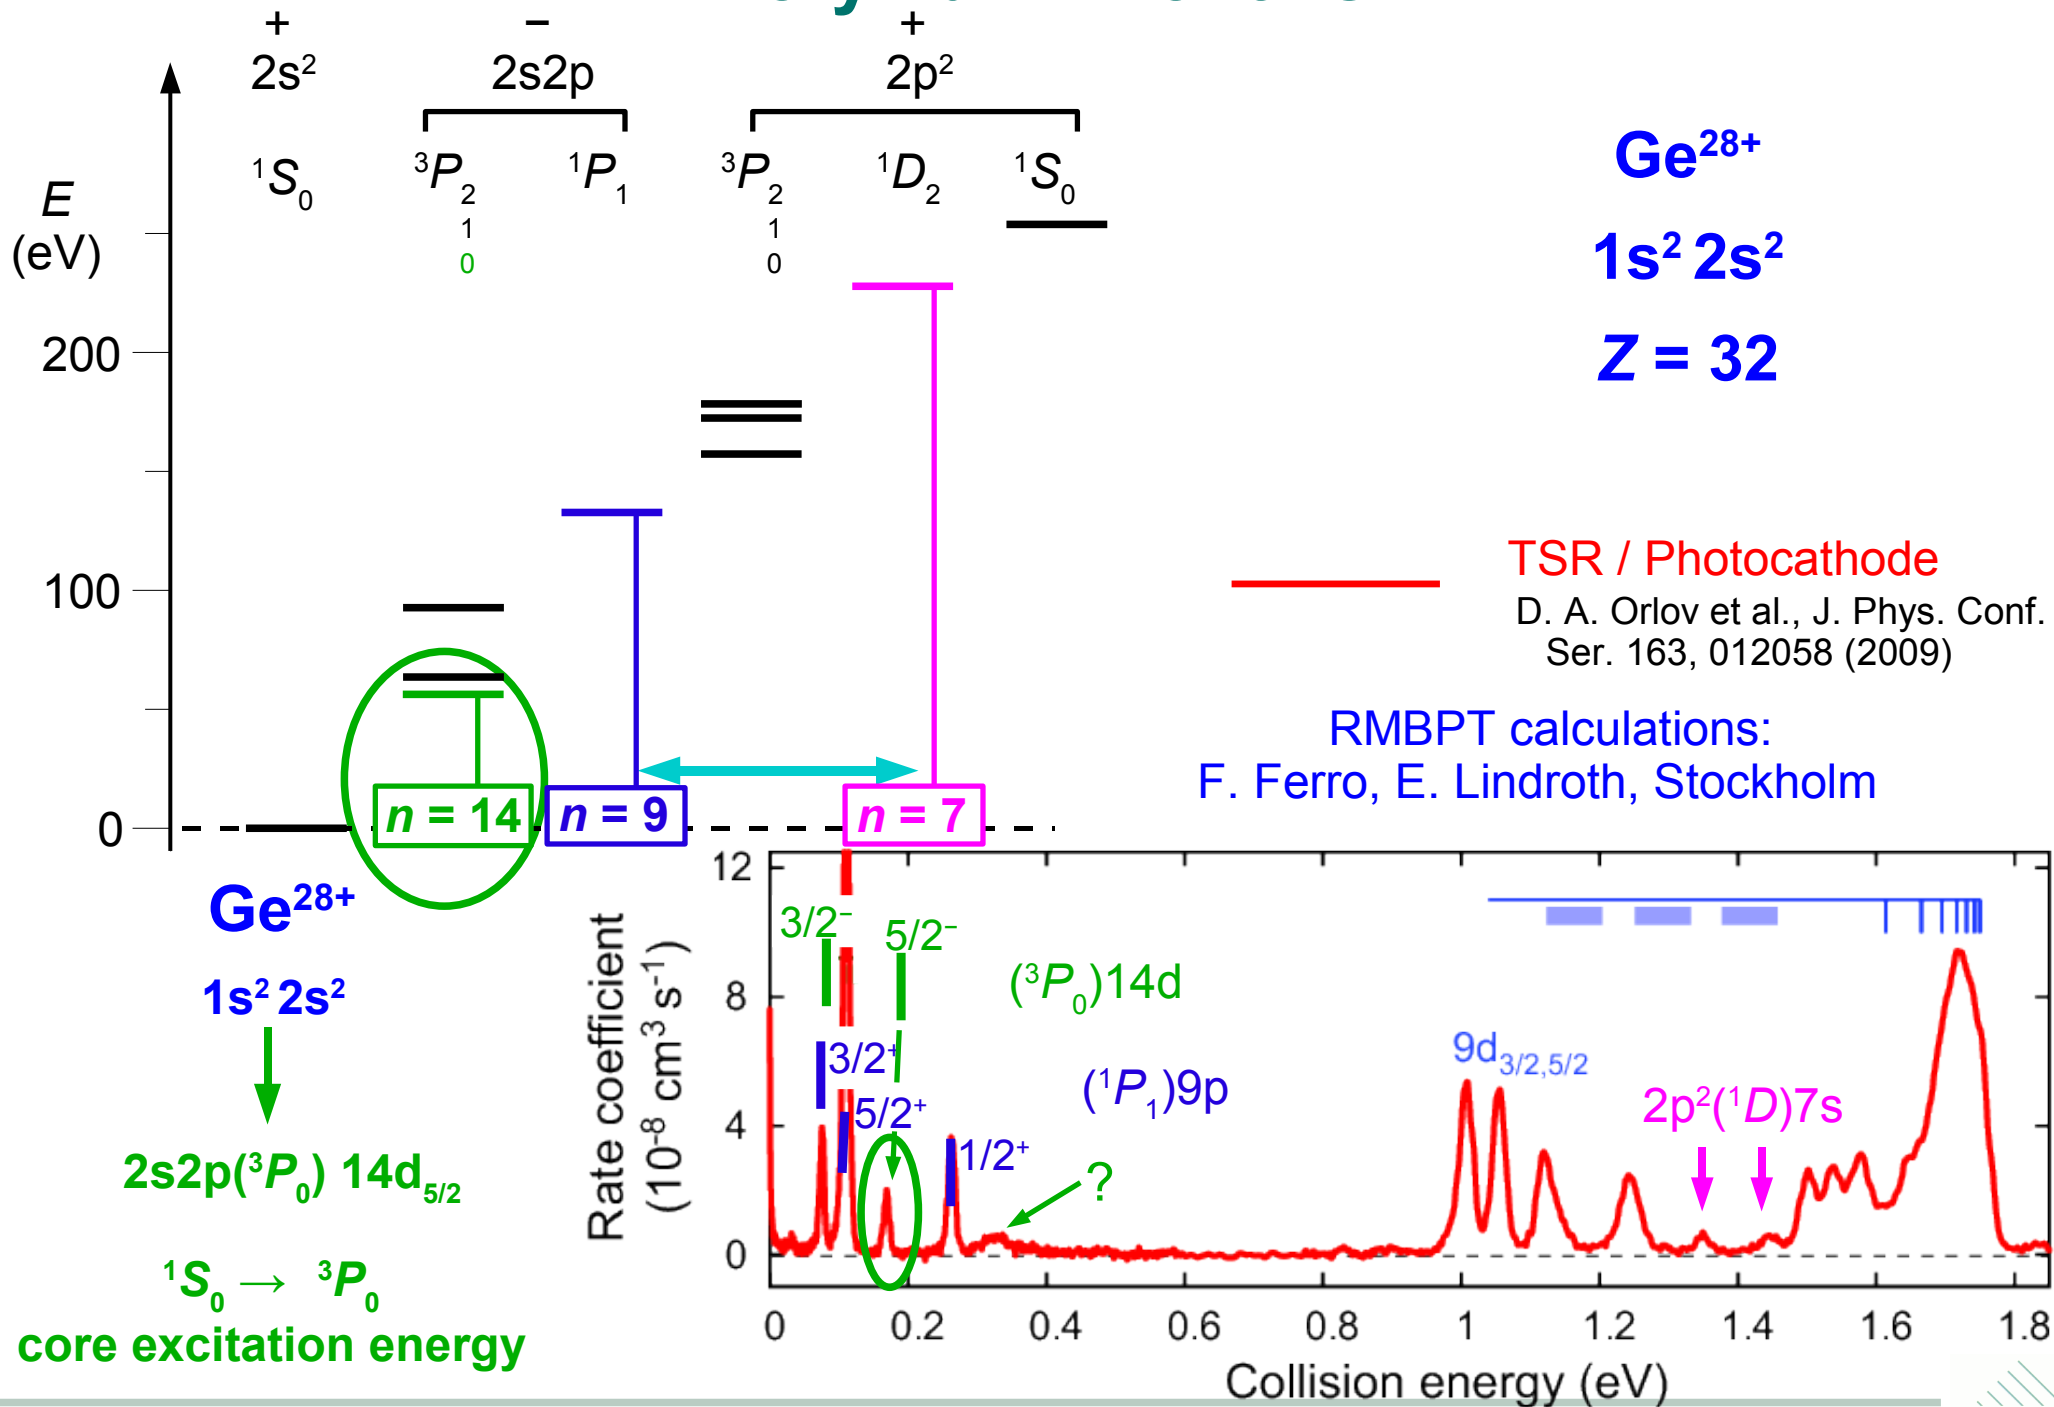 + − +
2s² 2s2p 2p²
¹S₀ ³P₂ ¹P₁ ³P₂ ¹D₂ ¹S₀
1 1
0 0
E
(eV)
200
100
0
n = 14 n = 9 n = 7
Ge²⁸⁺
1s² 2s²
Z = 32
TSR / Photocathode
D. A. Orlov et al., J. Phys. Conf.
Ser. 163, 012058 (2009)
RMBPT calculations:
F. Ferro, E. Lindroth, Stockholm
Ge²⁸⁺
1s² 2s²
2s2p(³P₀) 14d₅/₂
¹S₀ → ³P₀
core excitation energy
Rate coefficient
(10⁻⁸ cm³ s⁻¹)
12
8
4
0
3/2⁻ 5/2⁻
(³P₀)14d
3/2⁺
5/2⁺
(¹P₁)9p
1/2⁺
?
9d₃/₂,₅/₂
2p²(¹D)7s
0 0.2 0.4 0.6 0.8 1 1.2 1.4 1.6 1.8
Collision energy (eV)